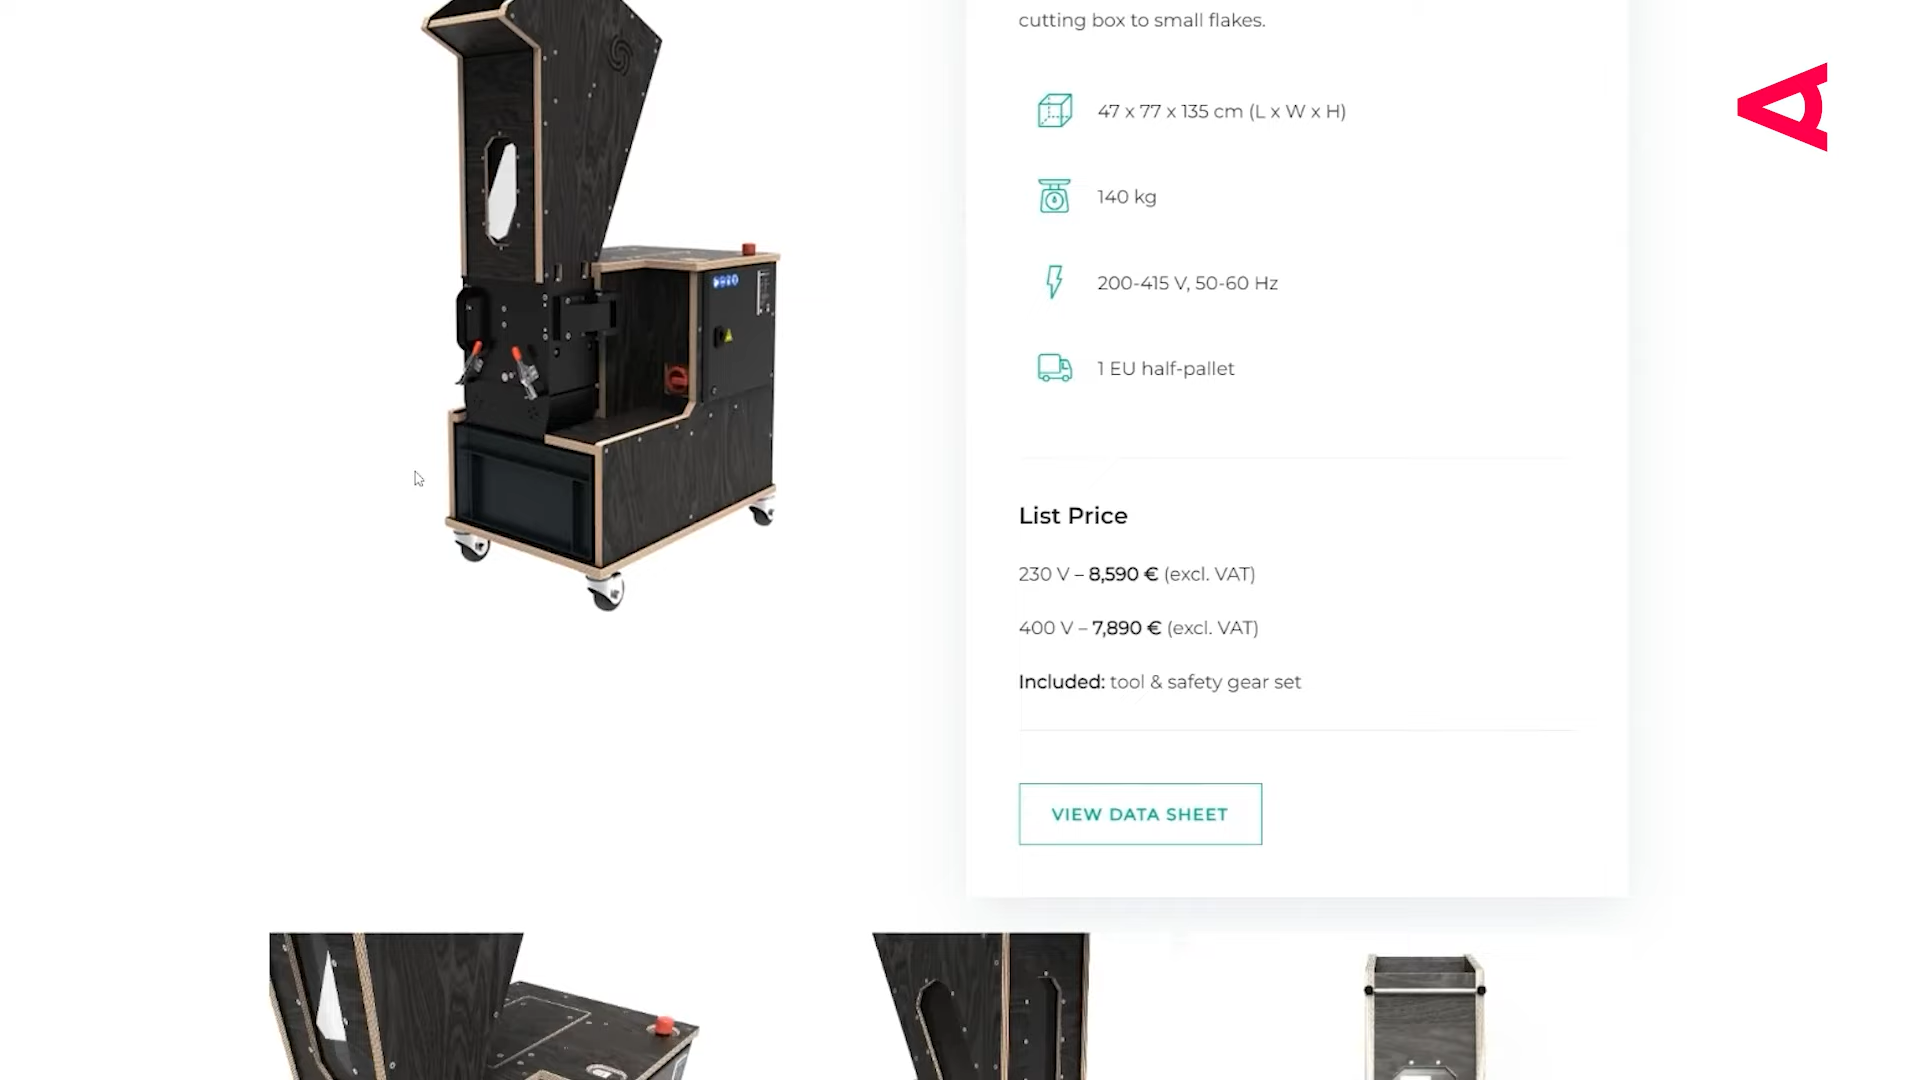 cutting box to small flakes.
47 x 77 x 135 cm (L x W x H)
140 kg
200-415 V, 50-60 Hz
1 EU half-pallet
List Price
230 V – 8,590 € (excl. VAT)
400 V – 7,890 € (excl. VAT)
Included: tool & safety gear set
VIEW DATA SHEET